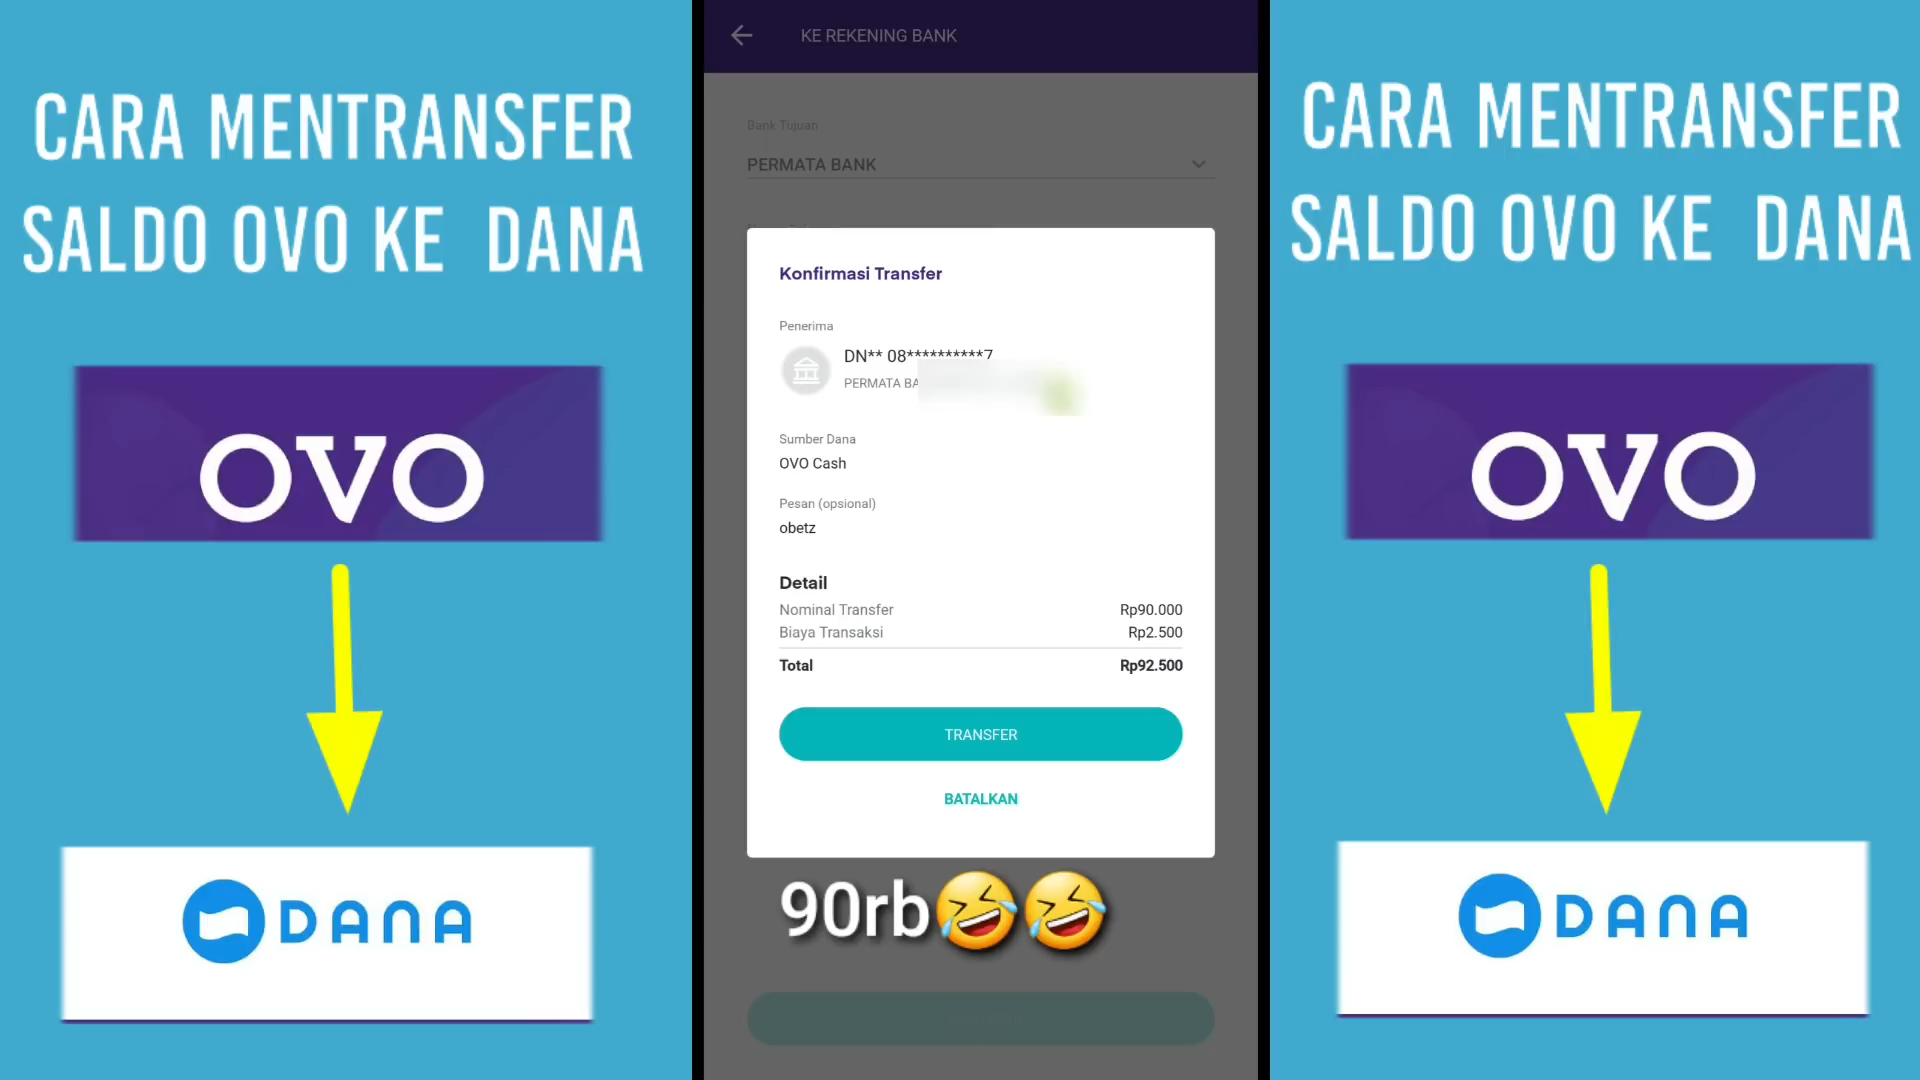 CARA MENTRANSFER
SALDO OVO KE DANA
OVO
DANA
KE REKENING BANK
Bank Tujuan
PERMATA BANK
Konfirmasi Transfer
Penerima
DN** 08**********7
PERMATA
Sumber Dana
OVO Cash
Pesan (opsional)
obetz
Detail
Nominal Transfer Rp90.000
Biaya Transaksi Rp2.500
Total Rp92.500
TRANSFER
BATALKAN
90rb🤣🤣
CARA MENTRANSFER
SALDO OVO KE DANA
OVO
DANA